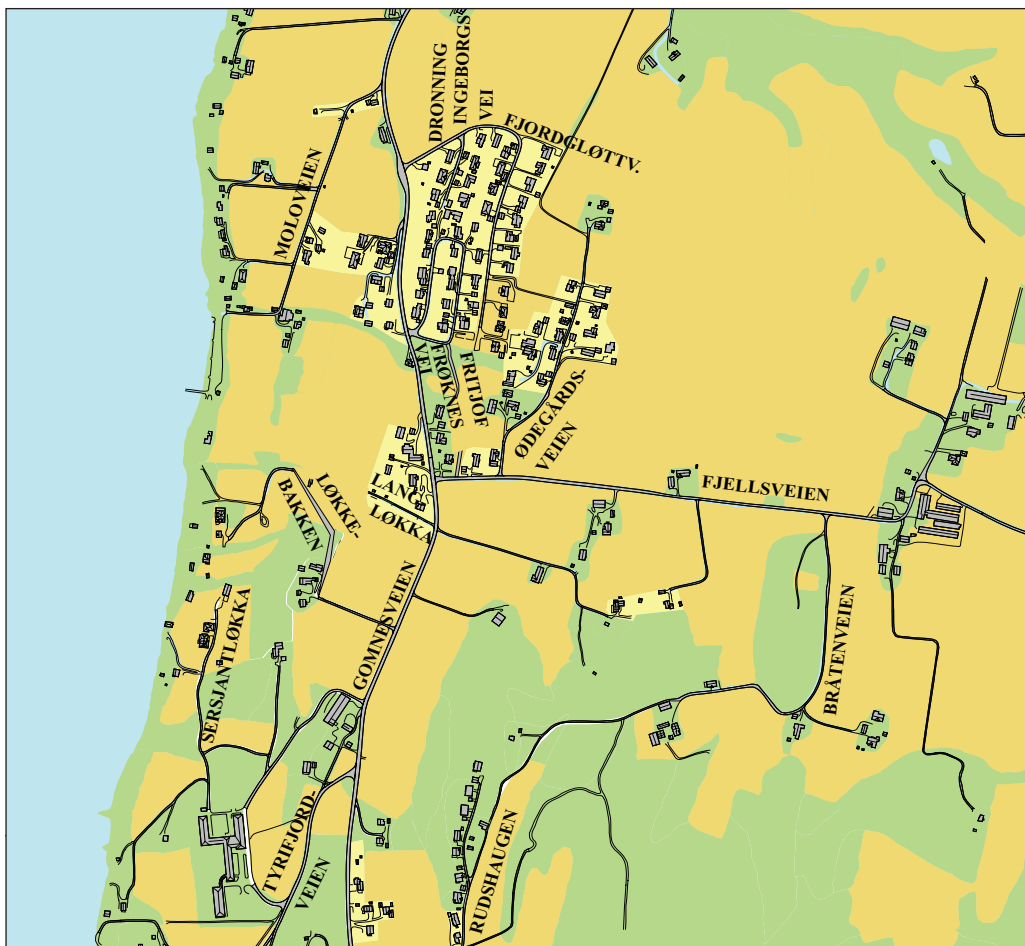 DRONNING
INGEBORGS
VEI
FJORDGLØTTV.
MOLOVEIEN
FRØKNES
VEI
FRITJOF
ØDEGÅRDS-
VEIEN
FJELLSVEIEN
LANG
LØKKA
LØKKE-
BAKKEN
GOMNESVEIEN
SERSJANTLØKKA
BRÅTENVEIEN
TYRIFJORD-
VEIEN
RUDSHAUGEN